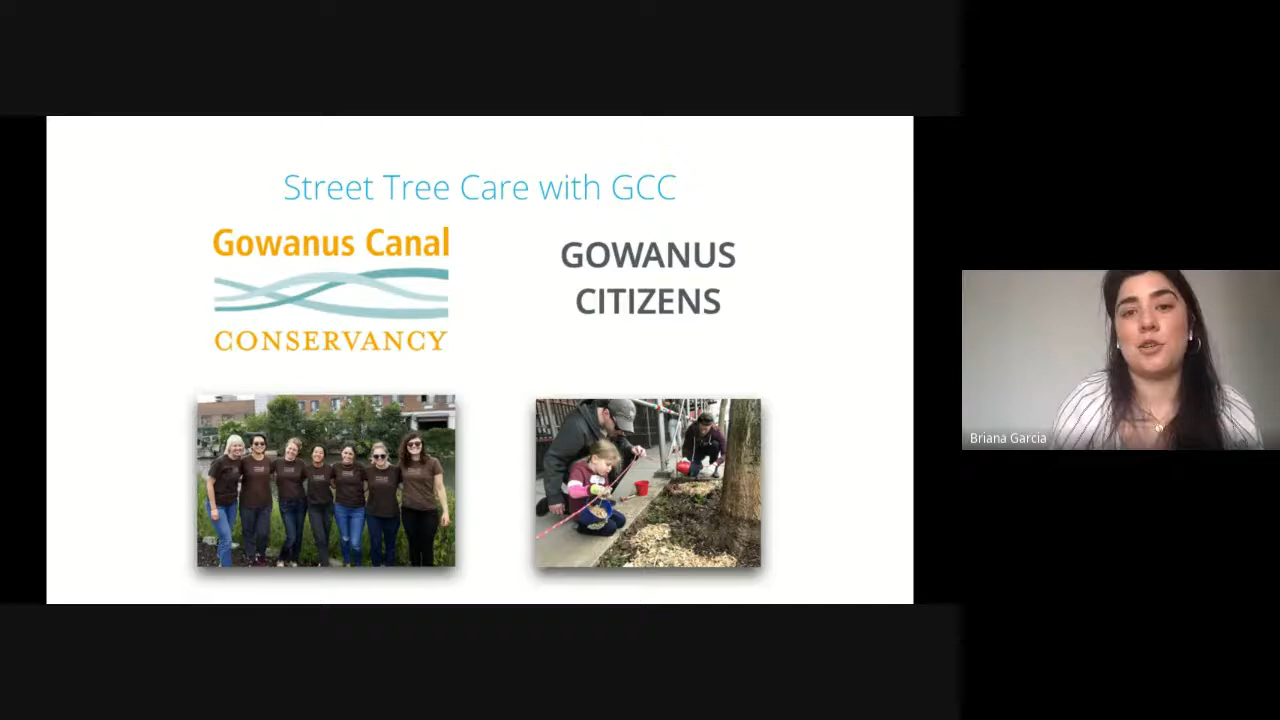 Street Tree Care with GCC
Gowanus Canal
CONSERVANCY
GOWANUS
CITIZENS
Briana Garcia